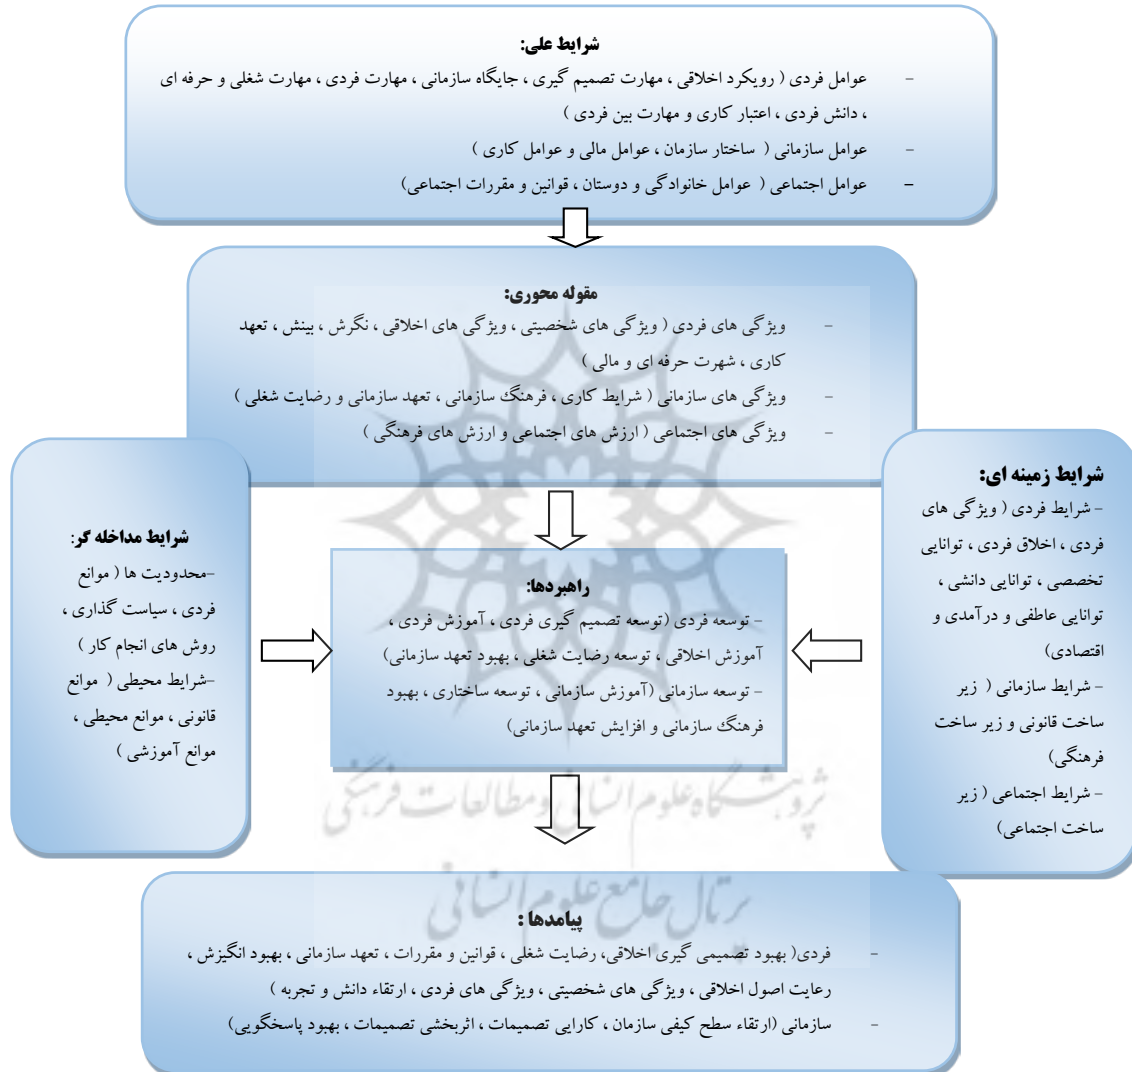 شرایط علی:
- عوامل فردی ( رویکرد اخلاقی ، مهارت تصمیم گیری ، جایگاه سازمانی ، مهارت فردی ، مهارت شغلی و حرفه ای
، دانش فردی ، اعتبار کاری و مهارت بین فردی )
- عوامل سازمانی ( ساختار سازمان ، عوامل مالی و عوامل کاری )
- عوامل اجتماعی ( عوامل خانوادگی و دوستان ، قوانین و مقررات اجتماعی)
مقوله محوری:
- ویژگی های فردی ( ویژگی های شخصیتی ، ویژگی های اخلاقی ، نگرش ، بینش ، تعهد
کاری ، شهرت حرفه ای و مالی )
- ویژگی های سازمانی ( شرایط کاری ، فرهنگ سازمانی ، تعهد سازمانی و رضایت شغلی )
- ویژگی های اجتماعی ( ارزش های اجتماعی و ارزش های فرهنگی )
شرایط زمینه ای:
- شرایط فردی ( ویژگی های
فردی ، اخلاق فردی ، توانایی
تخصصی ، توانایی دانشی ،
توانایی عاطفی و درآمدی و
اقتصادی)
- شرایط سازمانی ( زیر
ساخت قانونی و زیر ساخت
فرهنگی)
- شرایط اجتماعی ( زیر
ساخت اجتماعی)
راهبردها:
- توسعه فردی (توسعه تصمیم گیری فردی ، آموزش فردی ،
آموزش اخلاقی ، توسعه رضایت شغلی ، بهبود تعهد سازمانی)
- توسعه سازمانی (آموزش سازمانی ، توسعه ساختاری ، بهبود
فرهنگ سازمانی و افزایش تعهد سازمانی)
شرایط مداخله گر:
-محدودیت ها ( موانع
فردی ، سیاست گذاری ،
روش های انجام کار )
-شرایط محیطی ( موانع
قانونی ، موانع محیطی ،
موانع آموزشی )
پژوهشگاه علوم انسانی و مطالعات فرهنگی
پرتال جامع علوم انسانی
پیامدها :
- فردی( بهبود تصمیمی گیری اخلاقی، رضایت شغلی ، قوانین و مقررات ، تعهد سازمانی ، بهبود انگیزش ،
رعایت اصول اخلاقی ، ویژگی های شخصیتی ، ویژگی های فردی ، ارتقاء دانش و تجربه )
- سازمانی (ارتقاء سطح کیفی سازمان ، کارایی تصمیمات ، اثربخشی تصمیمات ، بهبود پاسخگویی)